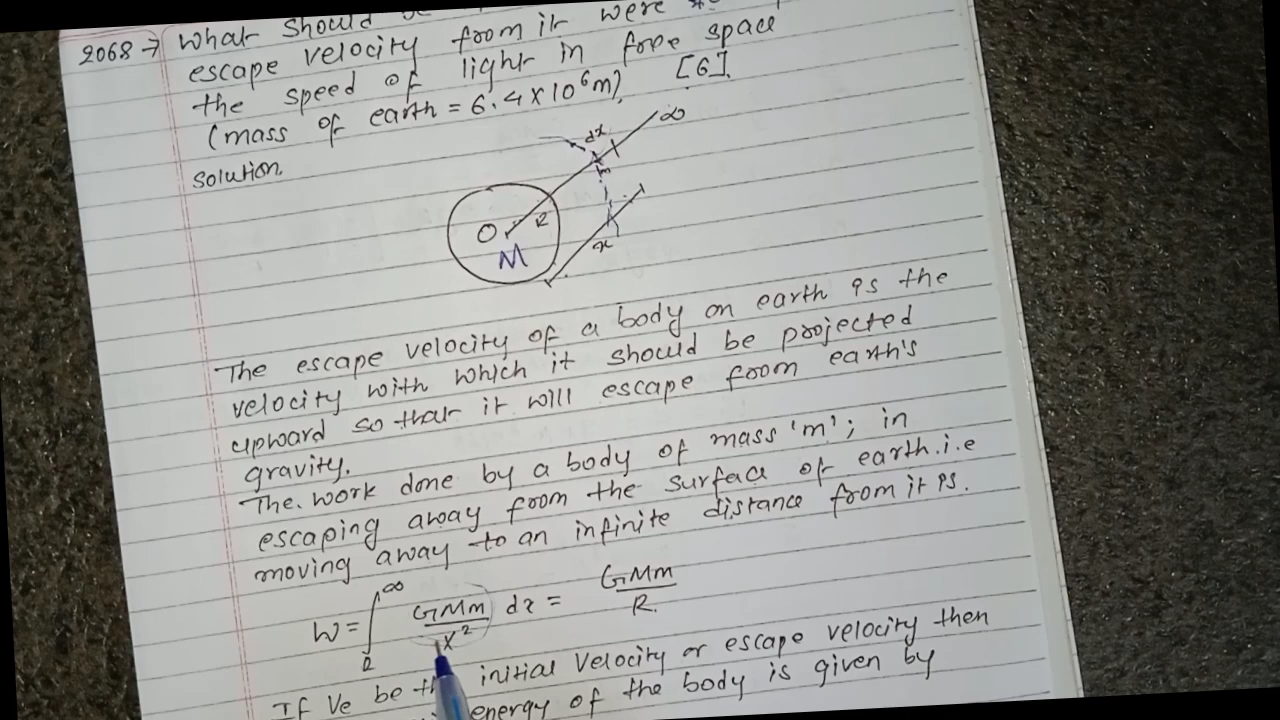 2068 → What should be
escape velocity from it were
the speed of light in free space
(mass of earth = 6.4 × 10⁶m) [6].
solution.
∞
dx
m
R
O
x
M
The escape velocity of a body on earth is the
velocity with which it should be projected
upward so that it will escape from earth's
gravity.
The work done by a body of mass 'm'; in
escaping away from the surface of earth. i.e
moving away to an infinite distance from it is.
W = ∫_R^∞ GMm/x² dx = GMm/R.
If Ve be the initial velocity or escape velocity then
energy of the body is given by